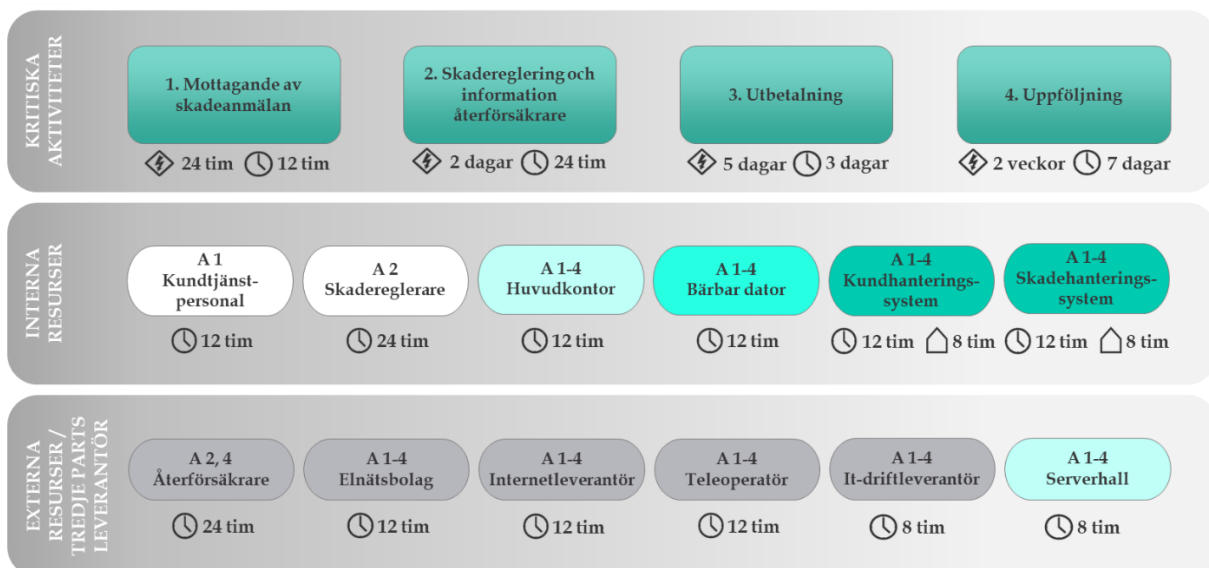 KRITISKA
AKTIVITETER
1. Mottagande av
skadeanmälan
24 tim 12 tim
2. Skadereglering och
information
återförsäkrare
2 dagar 24 tim
3. Utbetalning
5 dagar 3 dagar
4. Uppföljning
2 veckor 7 dagar
INTERNA
RESURSER
A 1
Kundtjänst-
personal
12 tim
A 2
Skadereglerare
24 tim
A 1-4
Huvudkontor
12 tim
A 1-4
Bärbar dator
12 tim
A 1-4
Kundhanterings-
system
12 tim 8 tim
A 1-4
Skadehanterings-
system
12 tim 8 tim
EXTERNA
RESURSER /
TREDJE PARTS
LEVERANTÖR
A 2, 4
Återförsäkrare
24 tim
A 1-4
Elnätsbolag
12 tim
A 1-4
Internetleverantör
12 tim
A 1-4
Teleoperatör
12 tim
A 1-4
It-driftleverantör
8 tim
A 1-4
Serverhall
8 tim